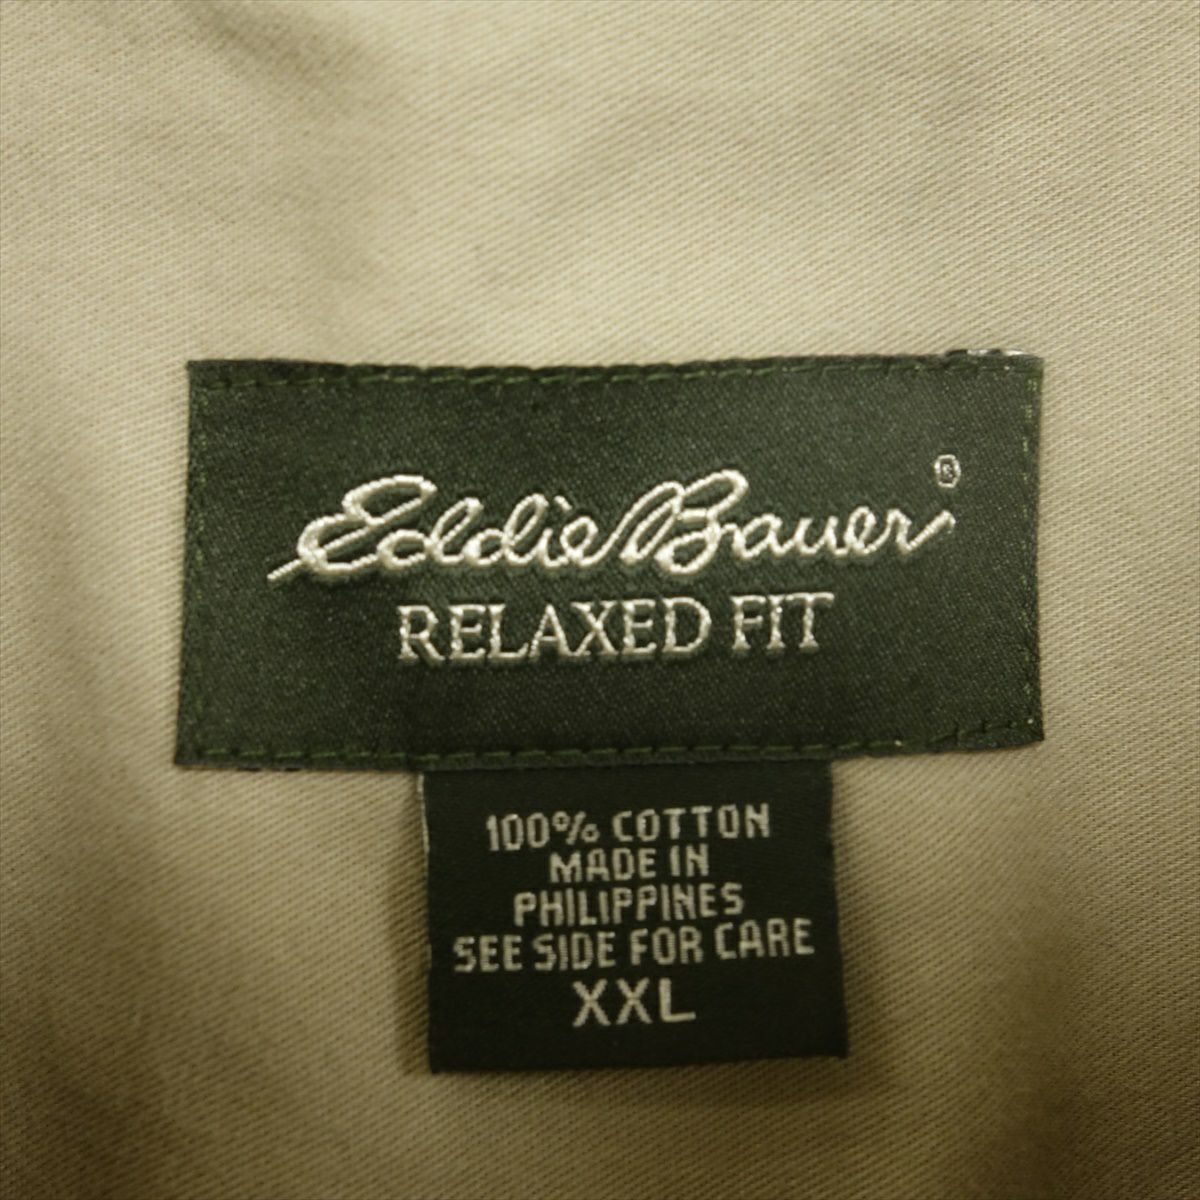 Eddie Bauer®
RELAXED FIT
100% COTTON
MADE IN
PHILIPPINES
SEE SIDE FOR CARE
XXL